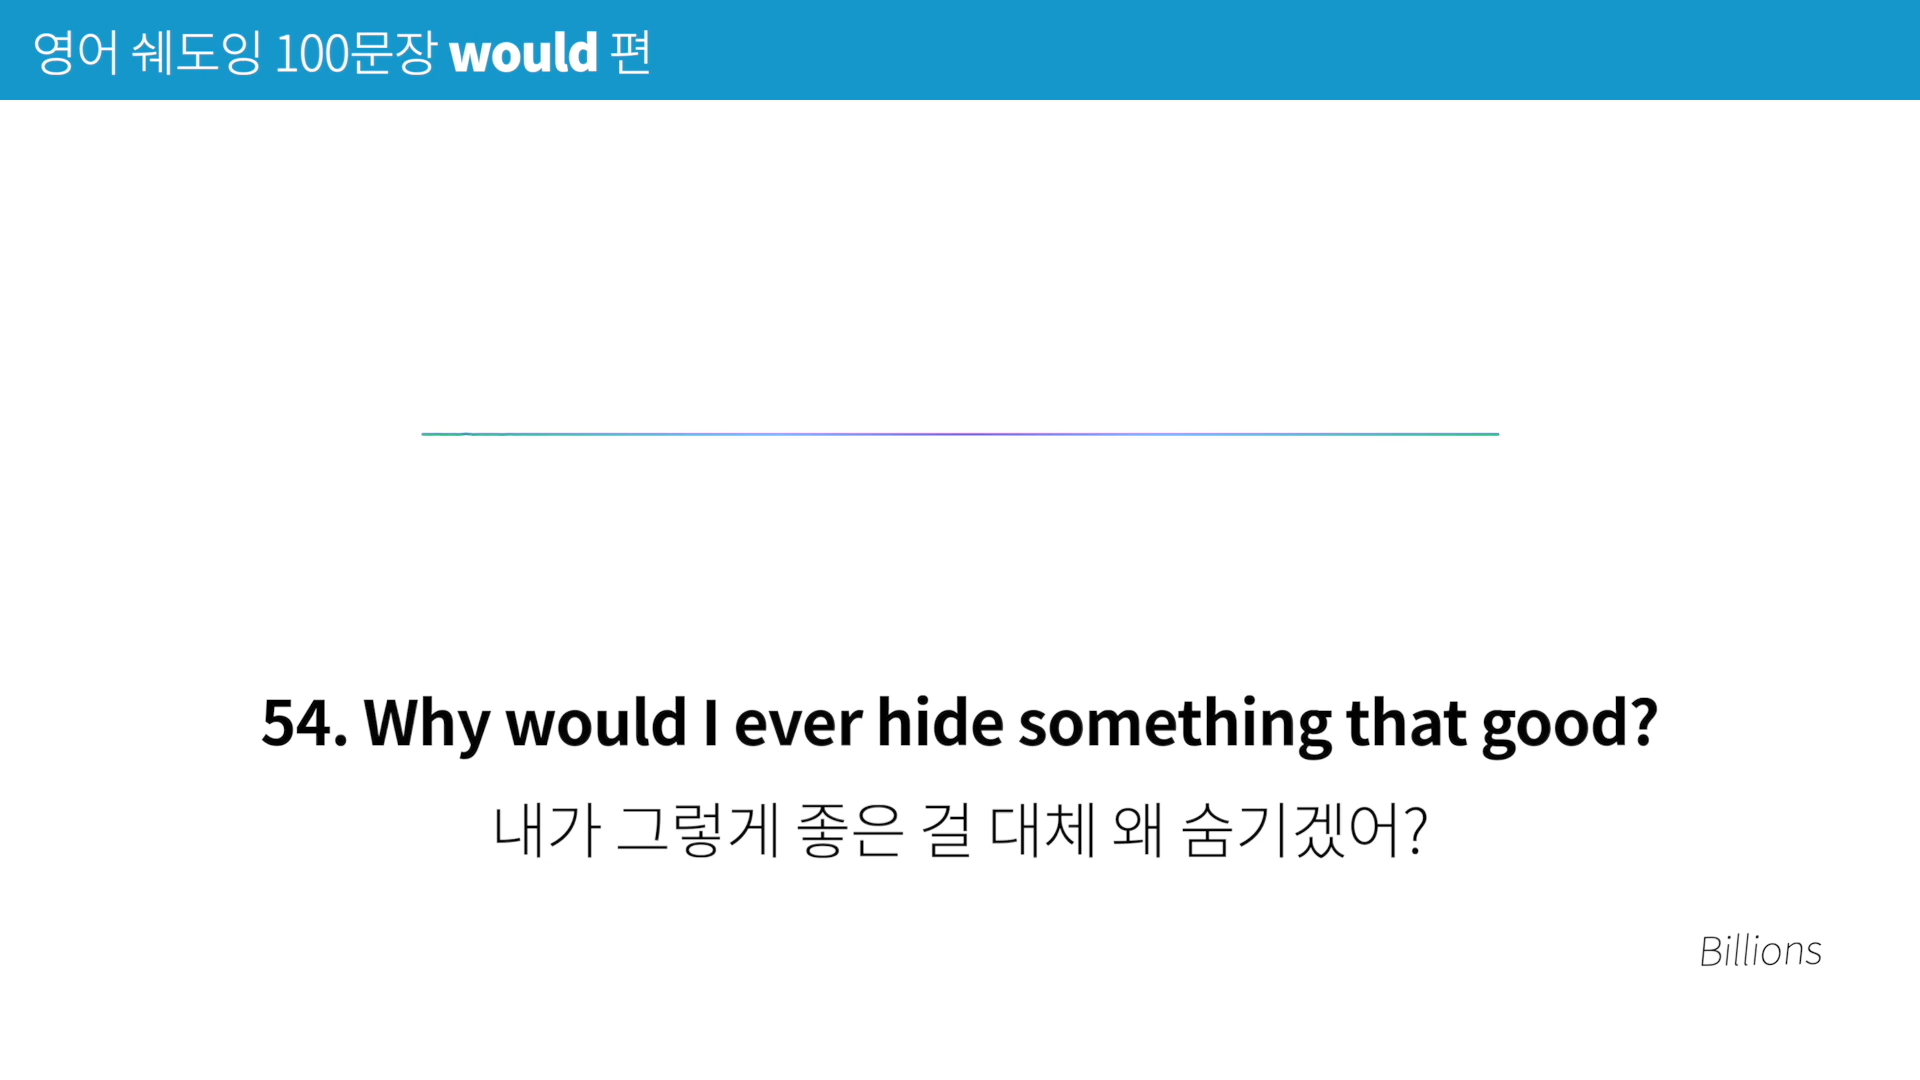 영어 쉐도잉 100문장 would 편
54. Why would I ever hide something that good?
내가 그렇게 좋은 걸 대체 왜 숨기겠어?
Billions